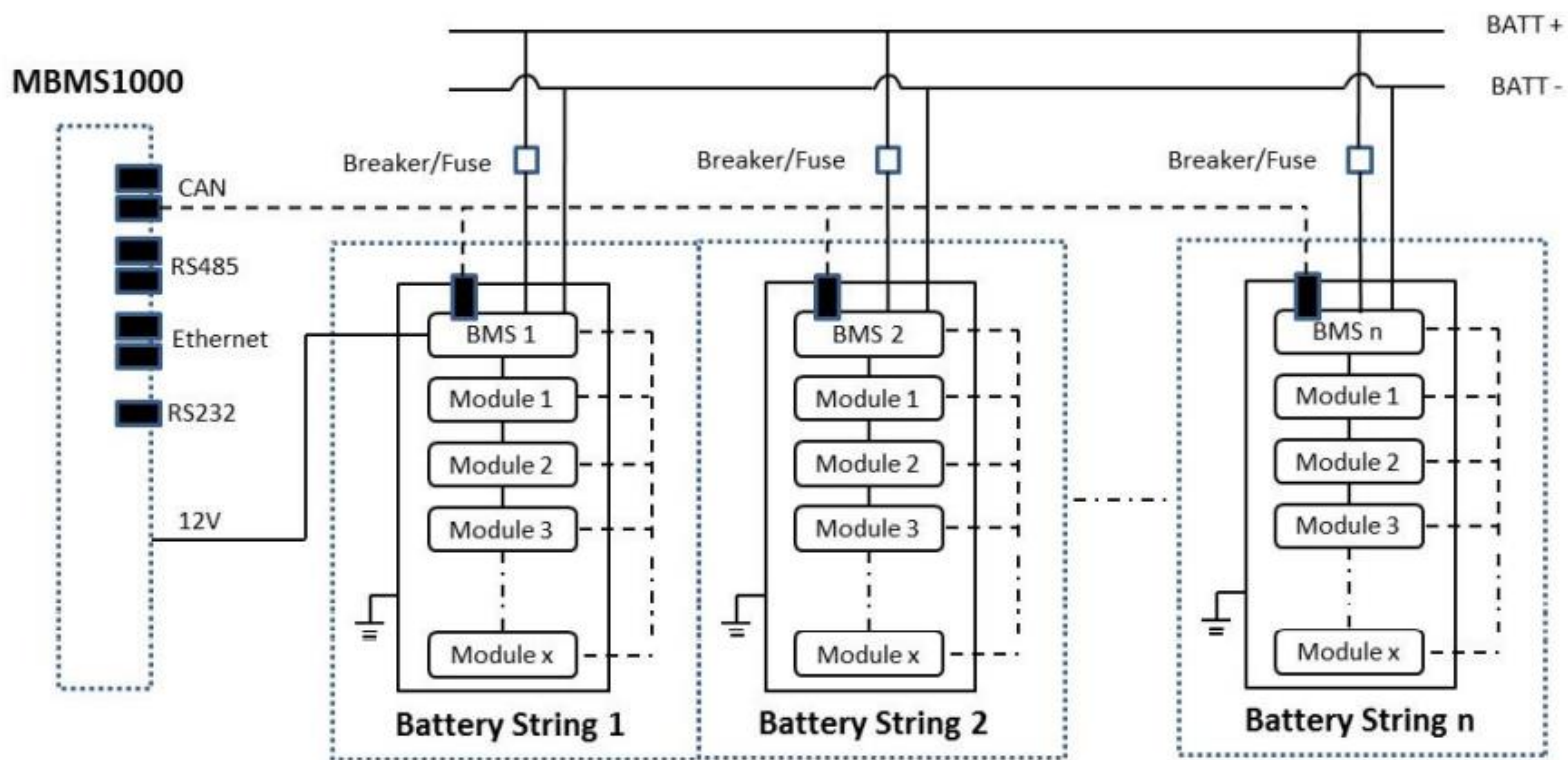 BATT +
MBMS1000
BATT -
Breaker/Fuse
Breaker/Fuse
Breaker/Fuse
CAN
RS485
Ethernet
RS232
12V
BMS 1
Module 1
Module 2
Module 3
Module x
Battery String 1
BMS 2
Module 1
Module 2
Module 3
Module x
Battery String 2
BMS n
Module 1
Module 2
Module 3
Module x
Battery String n